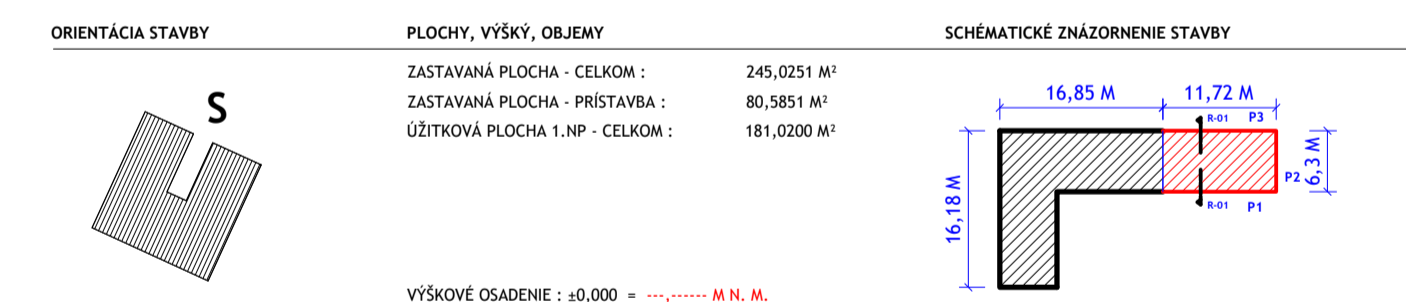 ORIENTÁCIA STAVBY
S
PLOCHY, VÝŠKÝ, OBJEMY
ZASTAVANÁ PLOCHA - CELKOM : 245,0251 M²
ZASTAVANÁ PLOCHA - PRÍSTAVBA : 80,5851 M²
ÚŽITKOVÁ PLOCHA 1.NP - CELKOM : 181,0200 M²
VÝŠKOVÉ OSADENIE : ±0,000 = ---,------ M N. M.
SCHÉMATICKÉ ZNÁZORNENIE STAVBY
16,85 M 11,72 M
R-01 P3
16,18 M
P2 6,3 M
R-01 P1